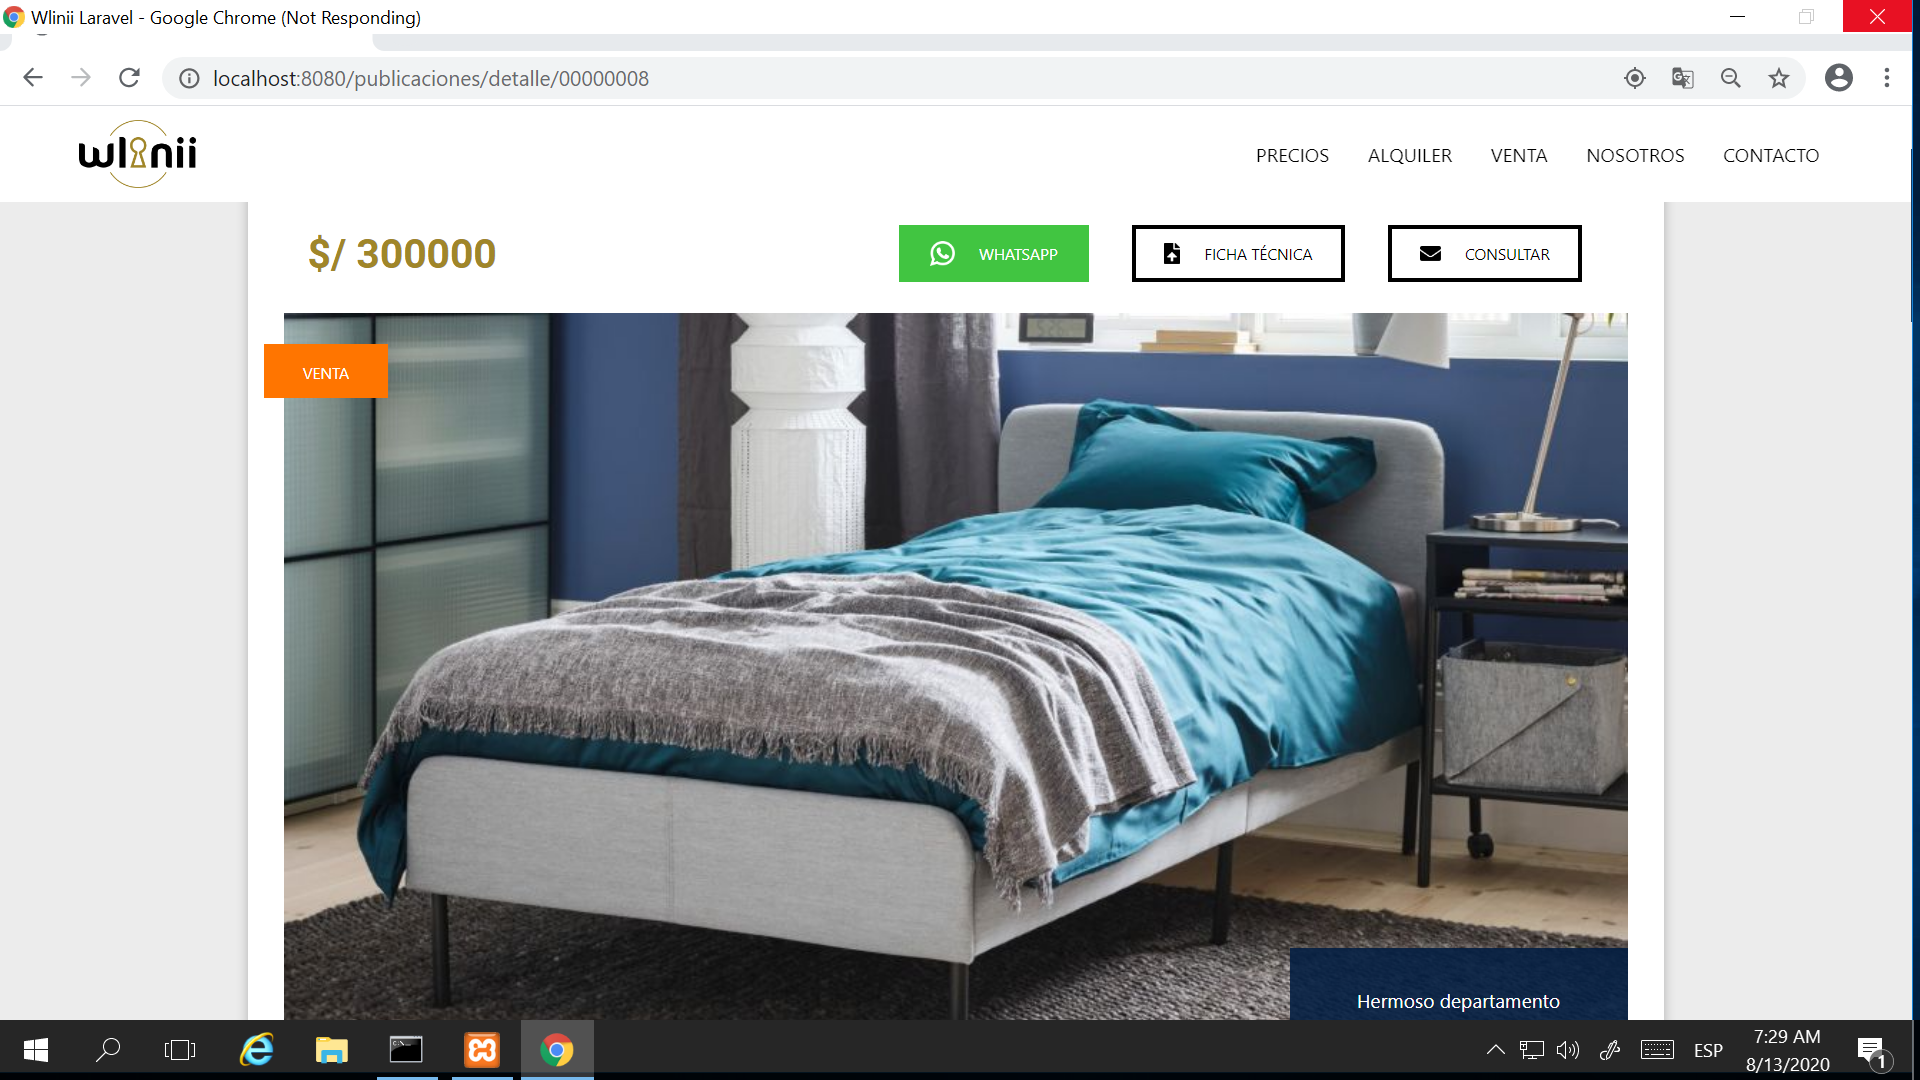 Wlinii Laravel - Google Chrome (Not Responding)
localhost:8080/publicaciones/detalle/00000008
wlinii
PRECIOS
ALQUILER
VENTA
NOSOTROS
CONTACTO
$/ 300000
WHATSAPP
FICHA TÉCNICA
CONSULTAR
VENTA
Hermoso departamento
ESP
7:29 AM
8/13/2020
1